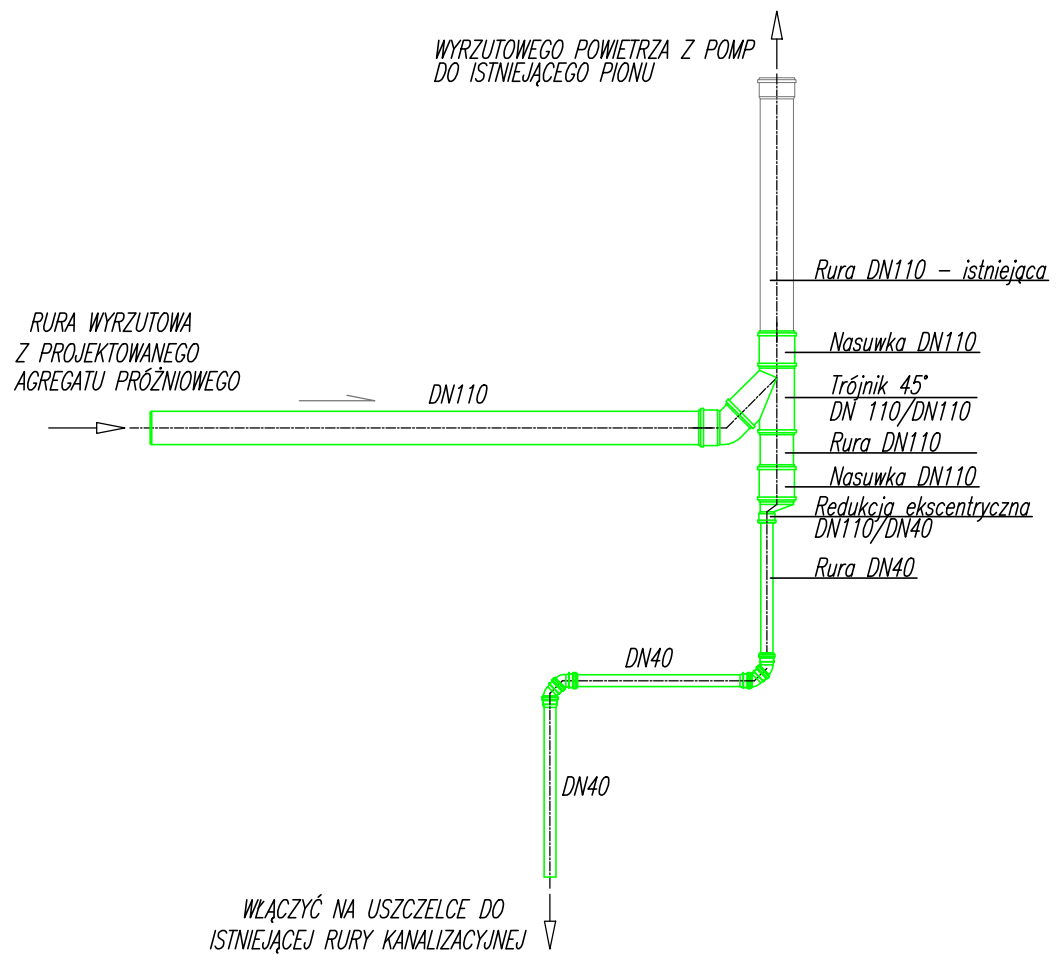 WYRZUTOWEGO POWIETRZA Z POMP
DO ISTNIEJĄCEGO PIONU
Rura DN110 – istniejąca
RURA WYRZUTOWA
Z PROJEKTOWANEGO
AGREGATU PRÓŻNIOWEGO
DN110
Nasuwka DN110
Trójnik 45°
DN 110/DN110
Rura DN110
Nasuwka DN110
Redukcja ekscentryczna
DN110/DN40
Rura DN40
DN40
DN40
WŁĄCZYĆ NA USZCZELCE DO
ISTNIEJĄCEJ RURY KANALIZACYJNEJ